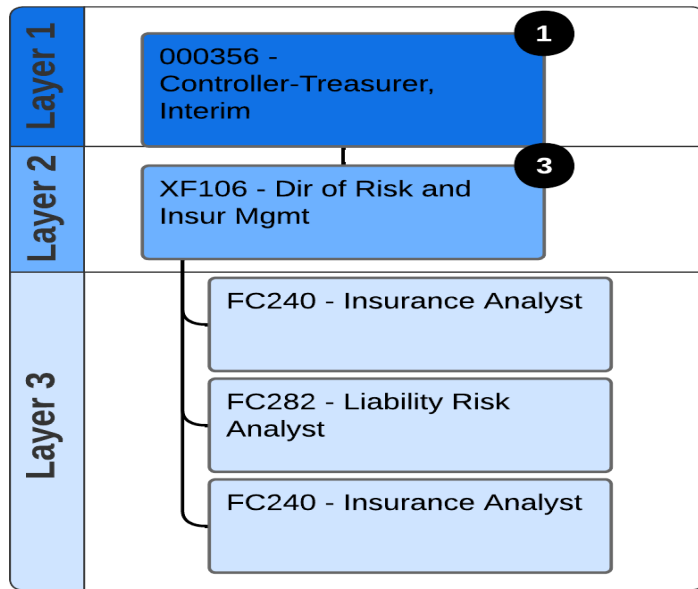 Layer 1
1
000356 -
Controller-Treasurer,
Interim
Layer 2
3
XF106 - Dir of Risk and
Insur Mgmt
Layer 3
FC240 - Insurance Analyst
FC282 - Liability Risk
Analyst
FC240 - Insurance Analyst